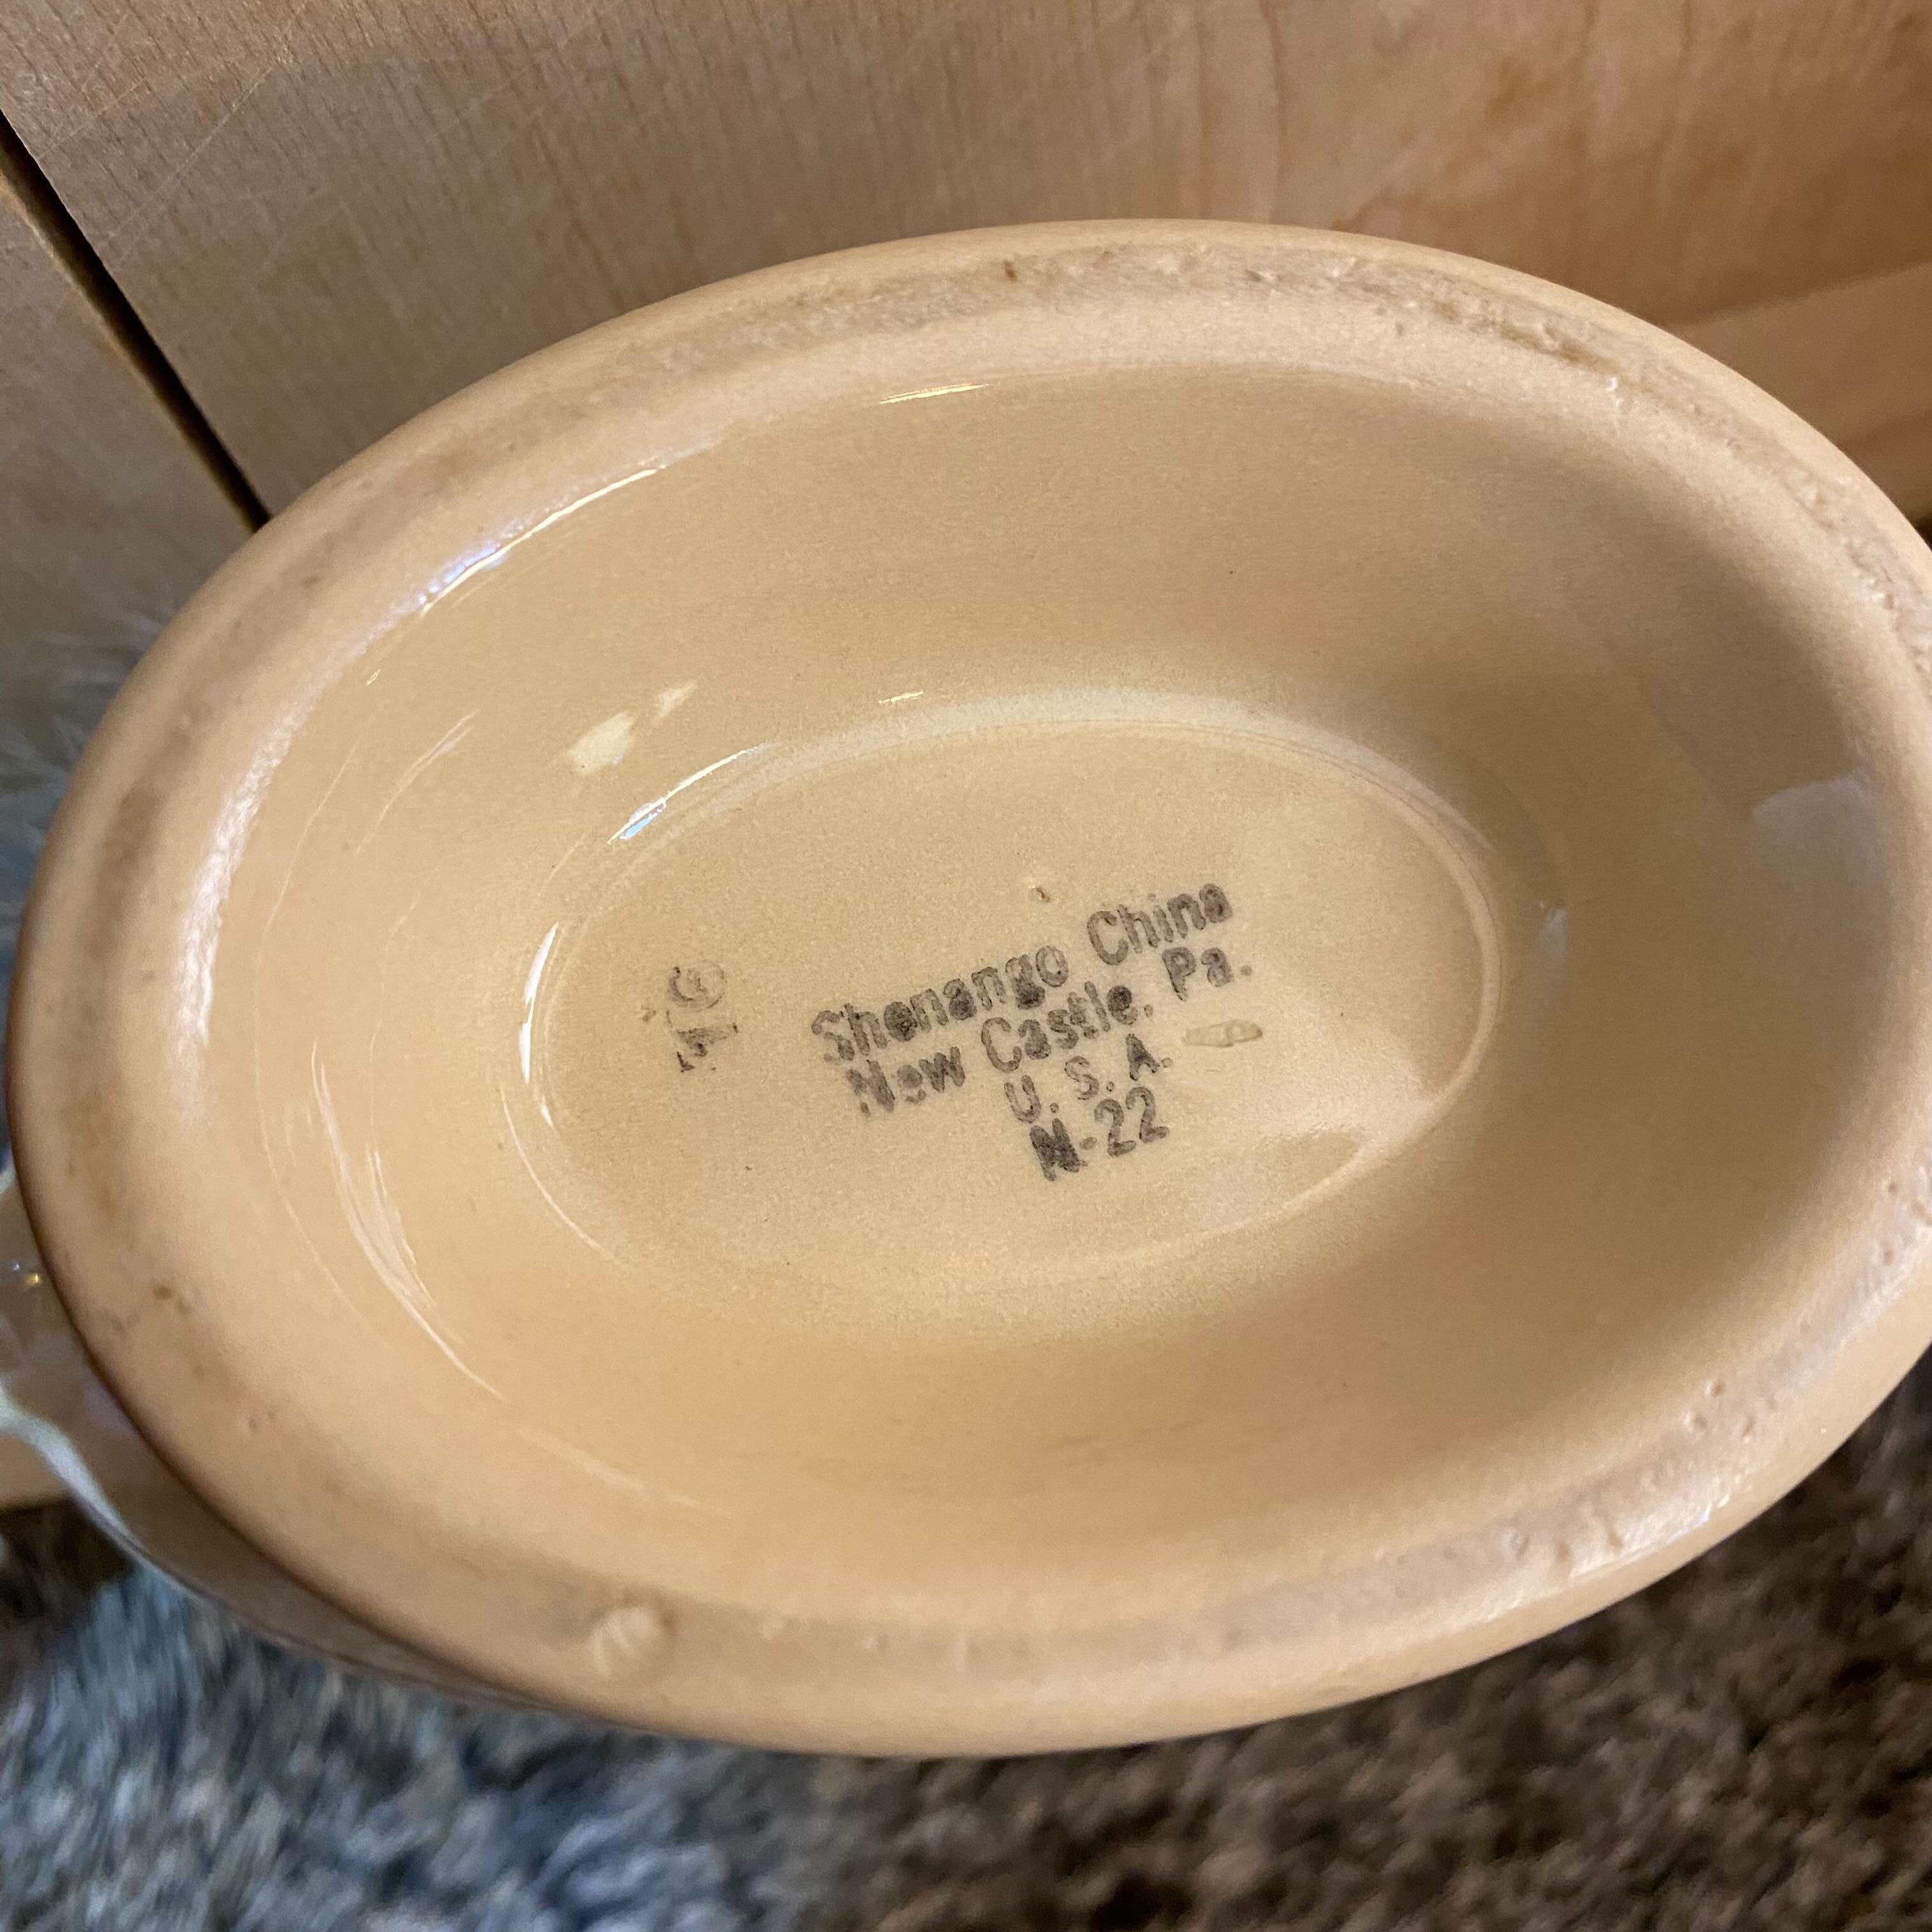 Shenango China
New Castle, Pa.
U. S. A.
N-22